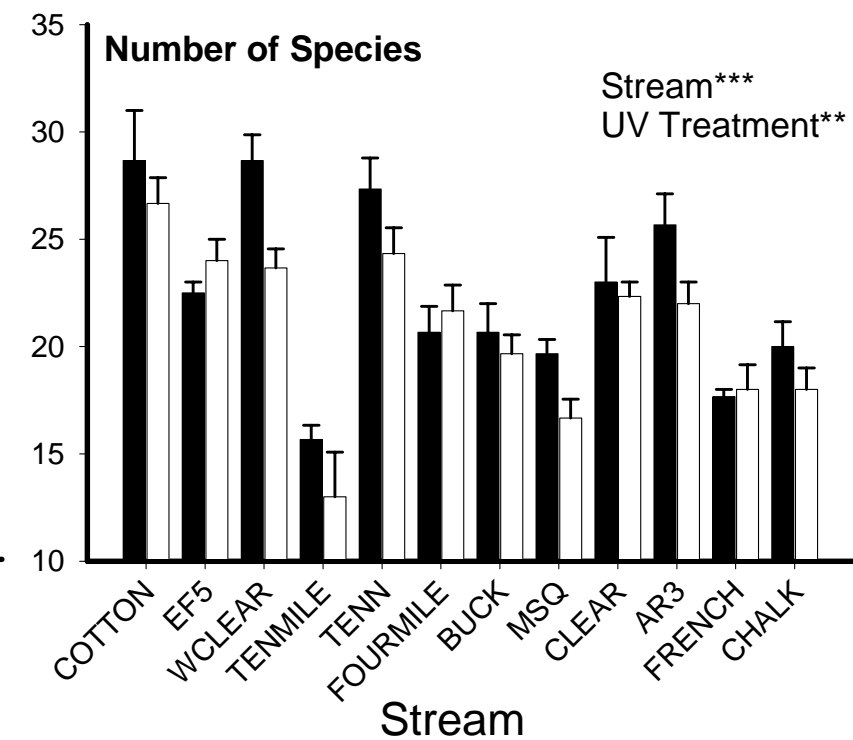 Number of Species
Stream***
UV Treatment**
35
30
25
20
15
10
COTTON
EF5
WCLEAR
TENMILE
TENN
FOURMILE
BUCK
MSQ
CLEAR
AR3
FRENCH
CHALK
Stream